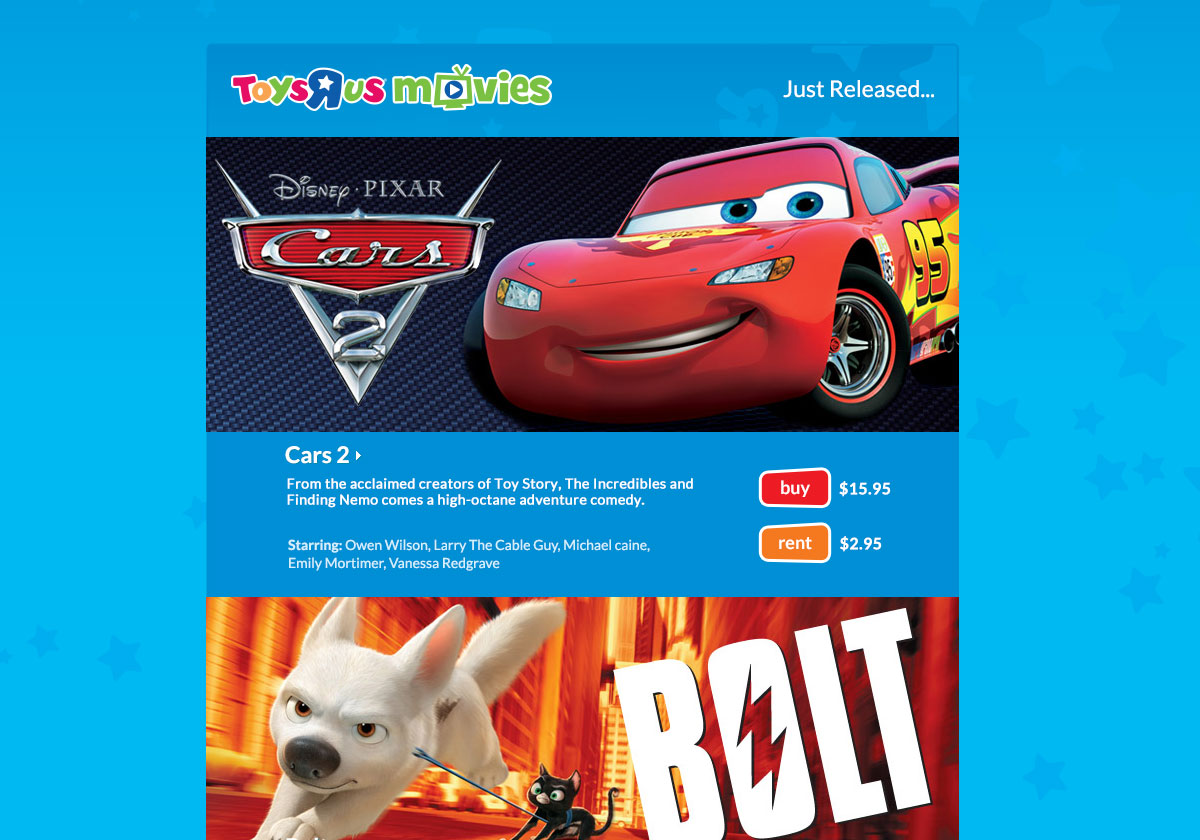 ToysRus movies
Just Released...
Disney·PIXAR
Cars
2
95
95
Cars 2
From the acclaimed creators of Toy Story, The Incredibles and
Finding Nemo comes a high-octane adventure comedy.
buy $15.95
Starring: Owen Wilson, Larry The Cable Guy, Michael caine,
Emily Mortimer, Vanessa Redgrave
rent $2.95
BOLT